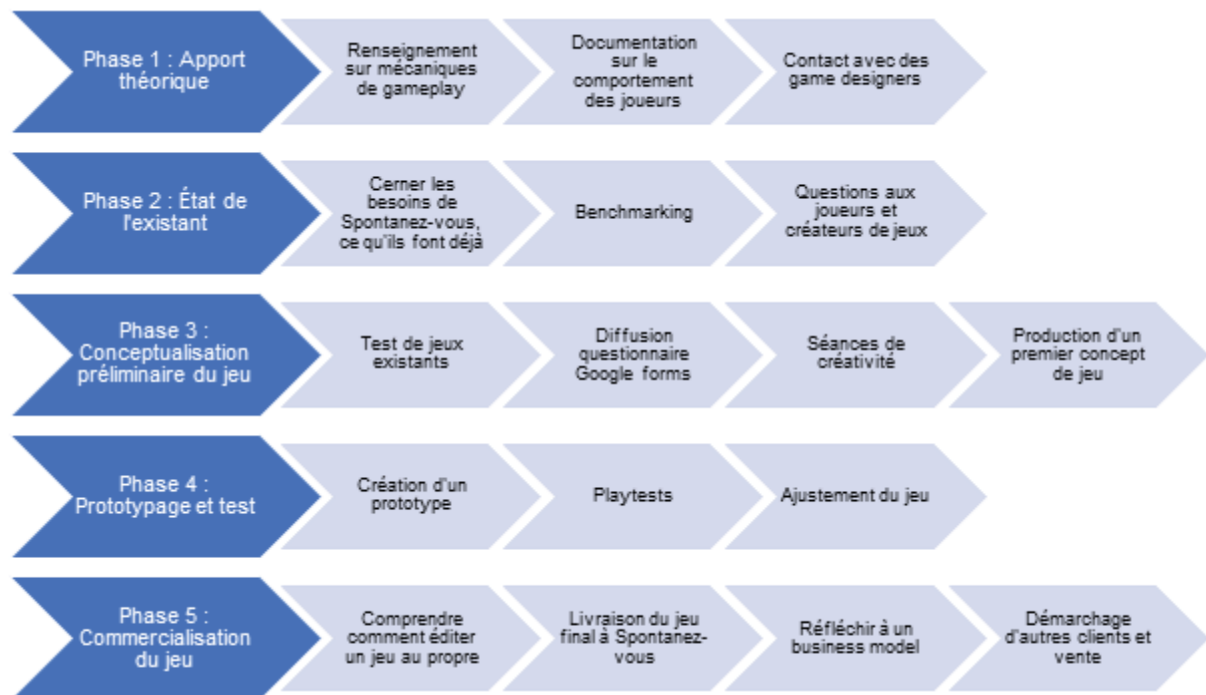 Phase 1 : Apport
théorique
Renseignement
sur mécaniques
de gameplay
Documentation
sur le
comportement
des joueurs
Contact avec des
game designers
Phase 2 : État de
l'existant
Cerner les
besoins de
Spontanez-vous,
ce qu'ils font déjà
Benchmarking
Questions aux
joueurs et
créateurs de jeux
Phase 3 :
Conceptualisation
préliminaire du jeu
Test de jeux
existants
Diffusion
questionnaire
Google forms
Séances de
créativité
Production d'un
premier concept
de jeu
Phase 4 :
Prototypage et test
Création d'un
prototype
Playtests
Ajustement du jeu
Phase 5 :
Commercialisation
du jeu
Comprendre
comment éditer
un jeu au propre
Livraison du jeu
final à Spontanez-
vous
Réfléchir à un
business model
Démarchage
d'autres clients et
vente